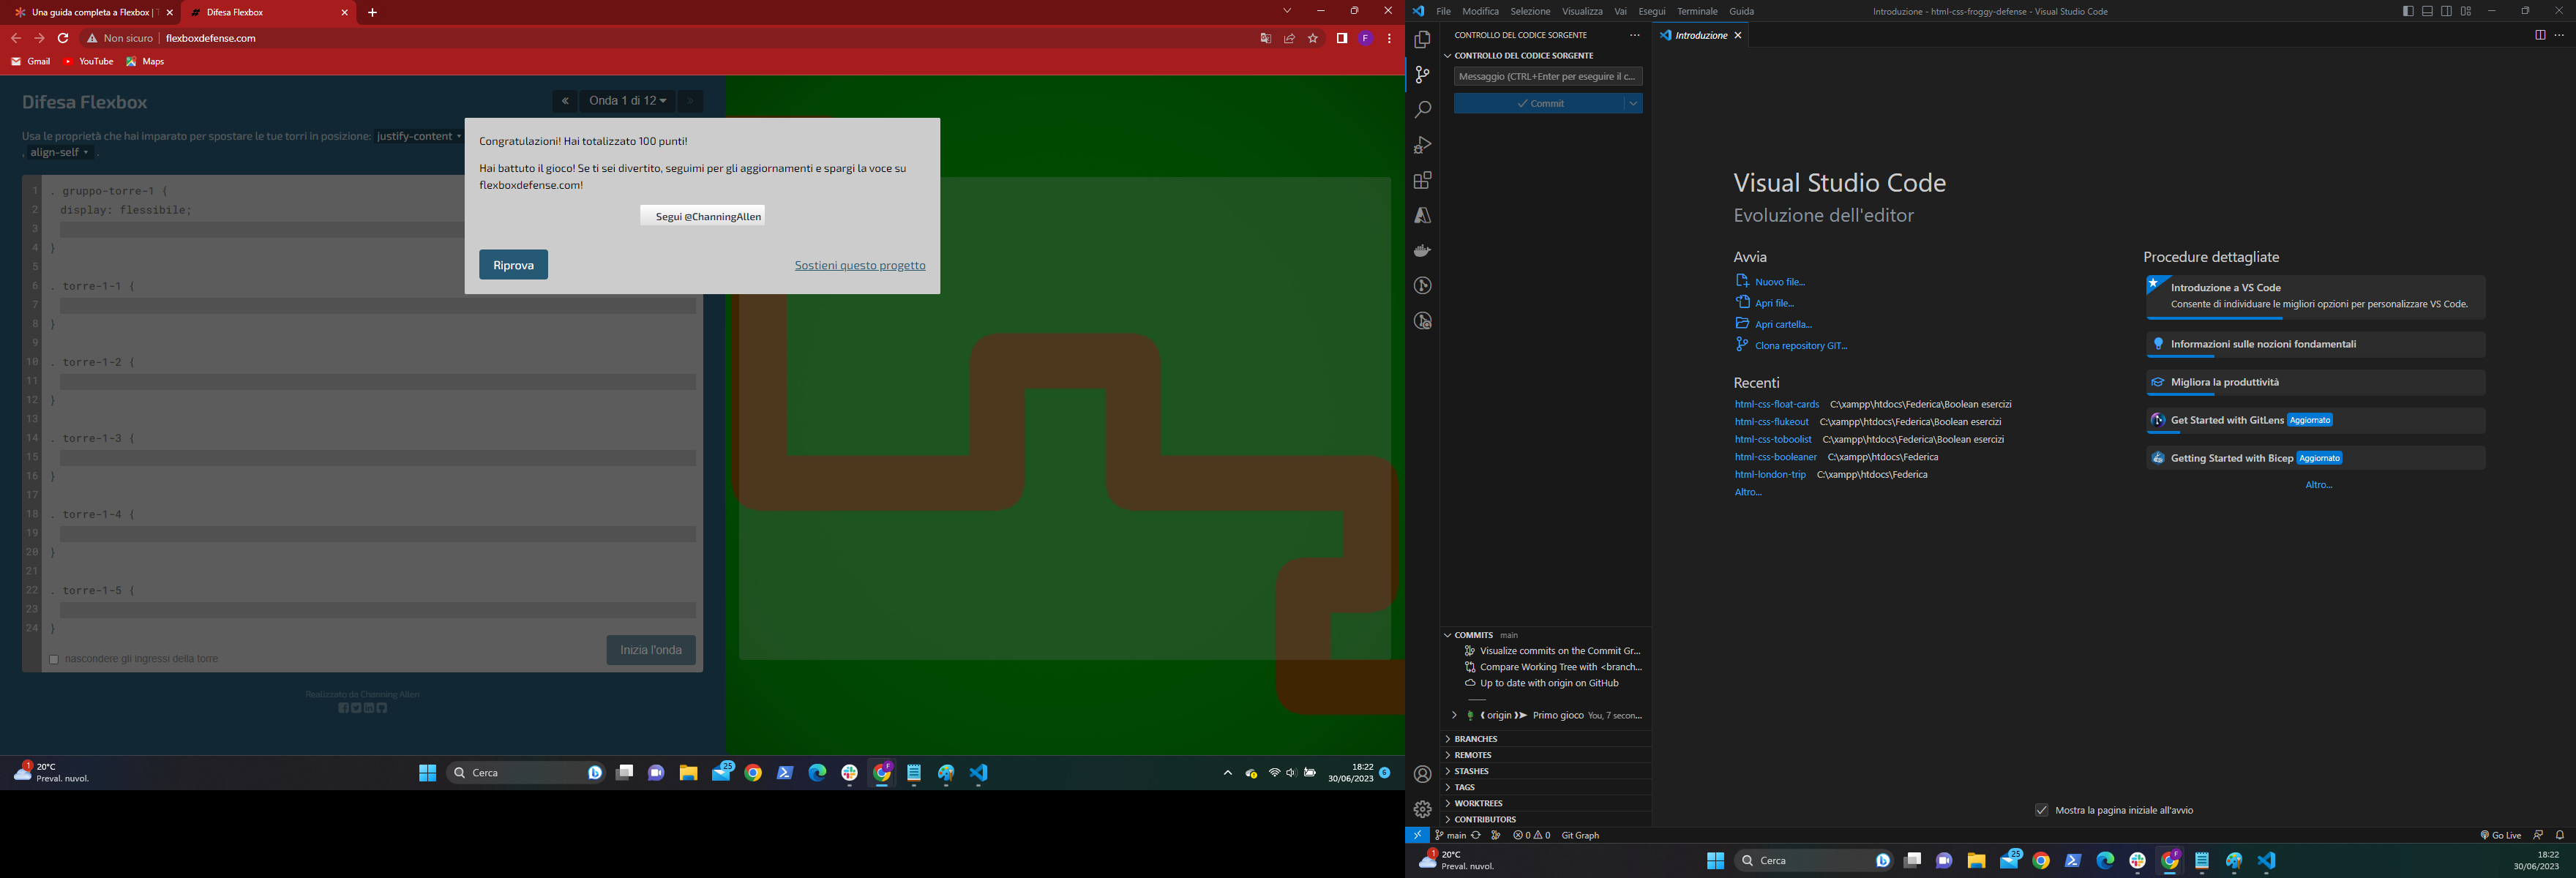 Una guida completa a Flexbox |
Difesa Flexbox
Non sicuro
flexboxdefense.com
F
Gmail
YouTube
Maps
Difesa Flexbox
«
Onda 1 di 12
»
Usa le proprietà che hai imparato per spostare le tue torri in posizione: justify-content
, align-self .
1 . gruppo-torre-1 {
2 display: flessibile;
3
4 }
5
6 . torre-1-1 {
7
8 }
9
10 . torre-1-2 {
11
12 }
13
14 . torre-1-3 {
15
16 }
17
18 . torre-1-4 {
19
20 }
21
22 . torre-1-5 {
23
24 }
nascondere gli ingressi della torre
Inizia l'onda
Realizzato da Channing Allen
Congratulazioni! Hai totalizzato 100 punti!
Hai battuto il gioco! Se ti sei divertito, seguimi per gli aggiornamenti e spargi la voce su
flexboxdefense.com!
Segui @ChanningAllen
Riprova
Sostieni questo progetto
1
20°C
Preval. nuvol.
Cerca
25
F
18:22
30/06/2023
6
File Modifica Selezione Visualizza Vai Esegui Terminale Guida
Introduzione - html-css-froggy-defense - Visual Studio Code
CONTROLLO DEL CODICE SORGENTE
CONTROLLO DEL CODICE SORGENTE
Messaggio (CTRL+Enter per eseguire il c...
Commit
Introduzione
Visual Studio Code
Evoluzione dell'editor
Avvia
Nuovo file...
Apri file...
Apri cartella...
Clona repository GIT...
Recenti
html-css-float-cards C:\xampp\htdocs\Federica\Boolean esercizi
html-css-flukeout C:\xampp\htdocs\Federica\Boolean esercizi
html-css-toboolist C:\xampp\htdocs\Federica\Boolean esercizi
html-css-booleaner C:\xampp\htdocs\Federica
html-london-trip C:\xampp\htdocs\Federica
Altro...
Procedure dettagliate
Introduzione a VS Code
Consente di individuare le migliori opzioni per personalizzare VS Code.
Informazioni sulle nozioni fondamentali
Migliora la produttività
Get Started with GitLens Aggiornato
Getting Started with Bicep Aggiornato
Altro...
COMMITS main
Visualize commits on the Commit Gr...
Compare Working Tree with <branch...
Up to date with origin on GitHub
origin Primo gioco You, 7 secon...
BRANCHES
REMOTES
STASHES
TAGS
WORKTREES
CONTRIBUTORS
Mostra la pagina iniziale all'avvio
main
0 0
Git Graph
Go Live
1
20°C
Preval. nuvol.
Cerca
25
F
18:22
30/06/2023